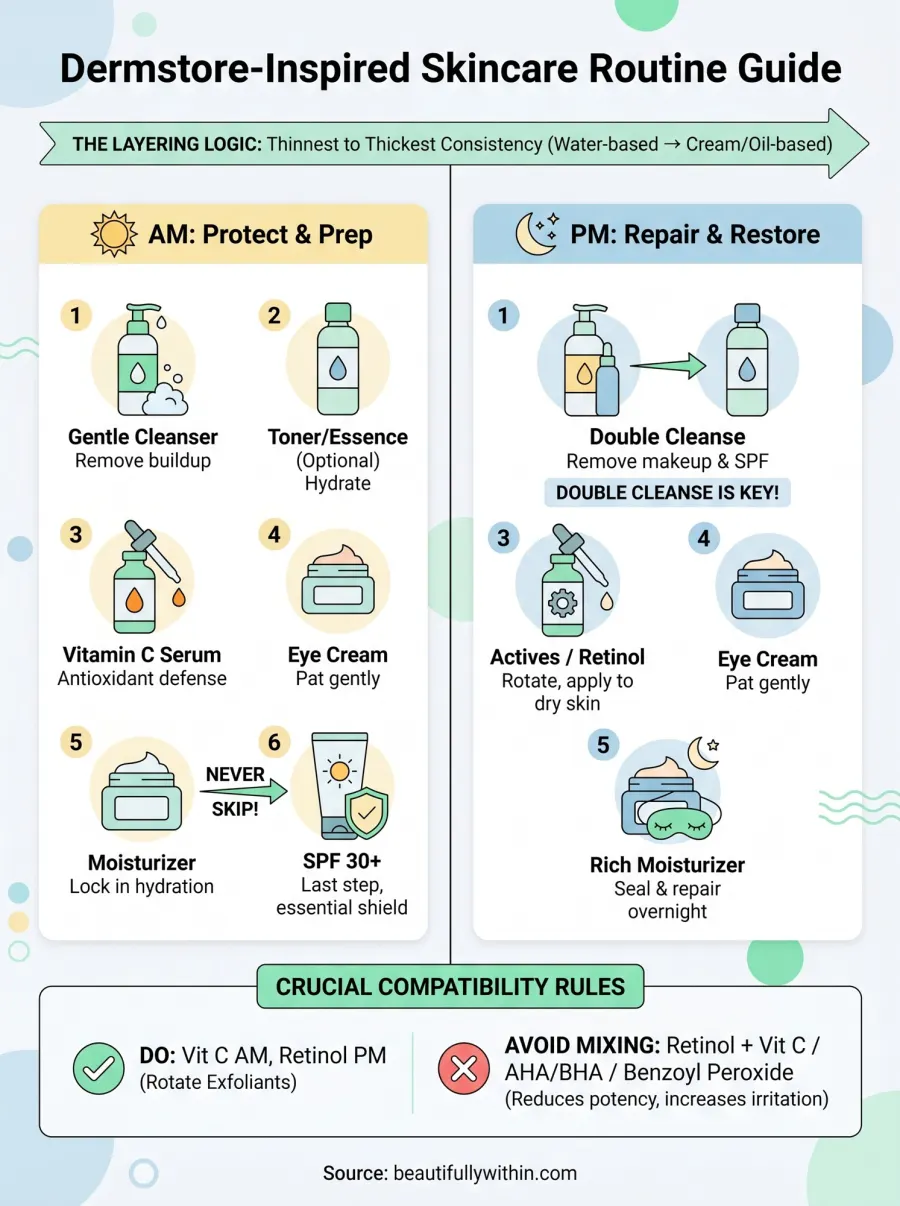 Dermstore-Inspired Skincare Routine Guide
THE LAYERING LOGIC: Thinnest to Thickest Consistency (Water-based → Cream/Oil-based)
AM: Protect & Prep
1
Gentle Cleanser
Remove buildup
2
Toner/Essence
(Optional)
Hydrate
3
Vitamin C Serum
Antioxidant defense
4
Eye Cream
Pat gently
5
Moisturizer
Lock in hydration
NEVER
SKIP!
6
SPF 30+
Last step,
essential shield
PM: Repair & Restore
1
Double Cleanse
Remove makeup & SPF
DOUBLE CLEANSE IS KEY!
3
Actives / Retinol
Rotate, apply to
dry skin
4
Eye Cream
Pat gently
5
Rich Moisturizer
Seal & repair
overnight
CRUCIAL COMPATIBILITY RULES
DO: Vit C AM, Retinol PM
(Rotate Exfoliants)
AVOID MIXING: Retinol + Vit C /
AHA/BHA / Benzoyl Peroxide
(Reduces potency, increases irritation)
Source: beautifullywithin.com